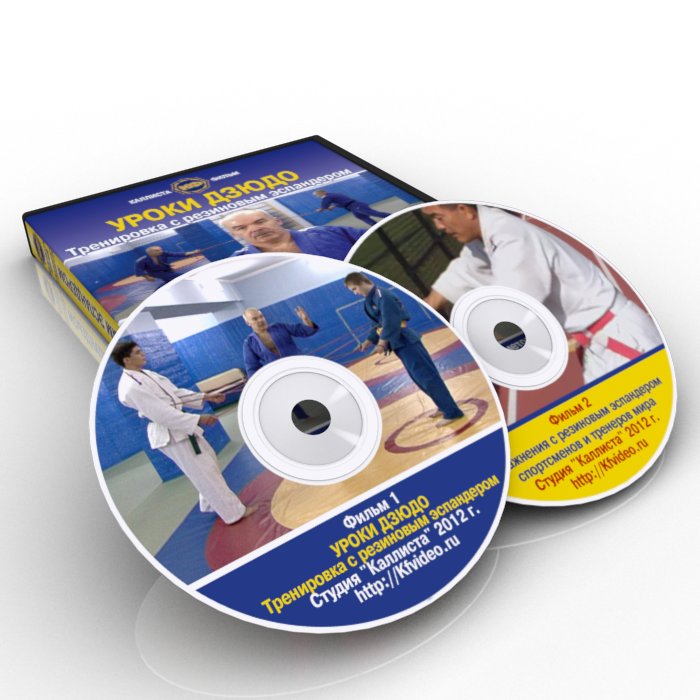 КАЛЛИСТА ФИЛЬМ
УРОКИ ДЗЮДО
Тренировка с резиновым эспандером
Фильм 1
УРОКИ ДЗЮДО
Тренировка с резиновым эспандером
Студия "Каллиста" 2012 г.
http://Kfvideo.ru
Фильм 2
с резиновым эспандером
спортсменов и тренеров мира
Студия "Каллиста" 2012 г.
http://Kfvideo.ru